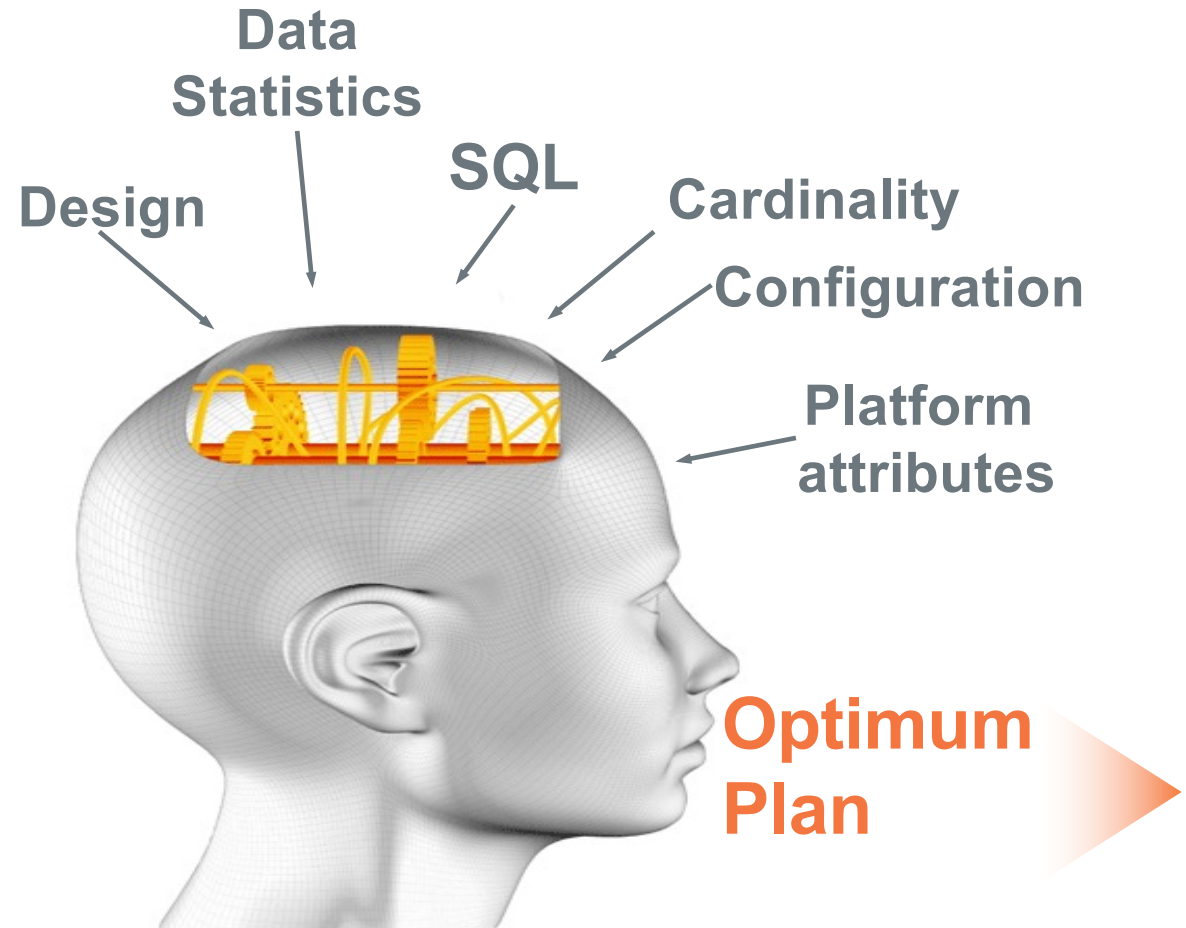 Data
Statistics
SQL
Design
Cardinality
Configuration
Platform
attributes
Optimum
Plan